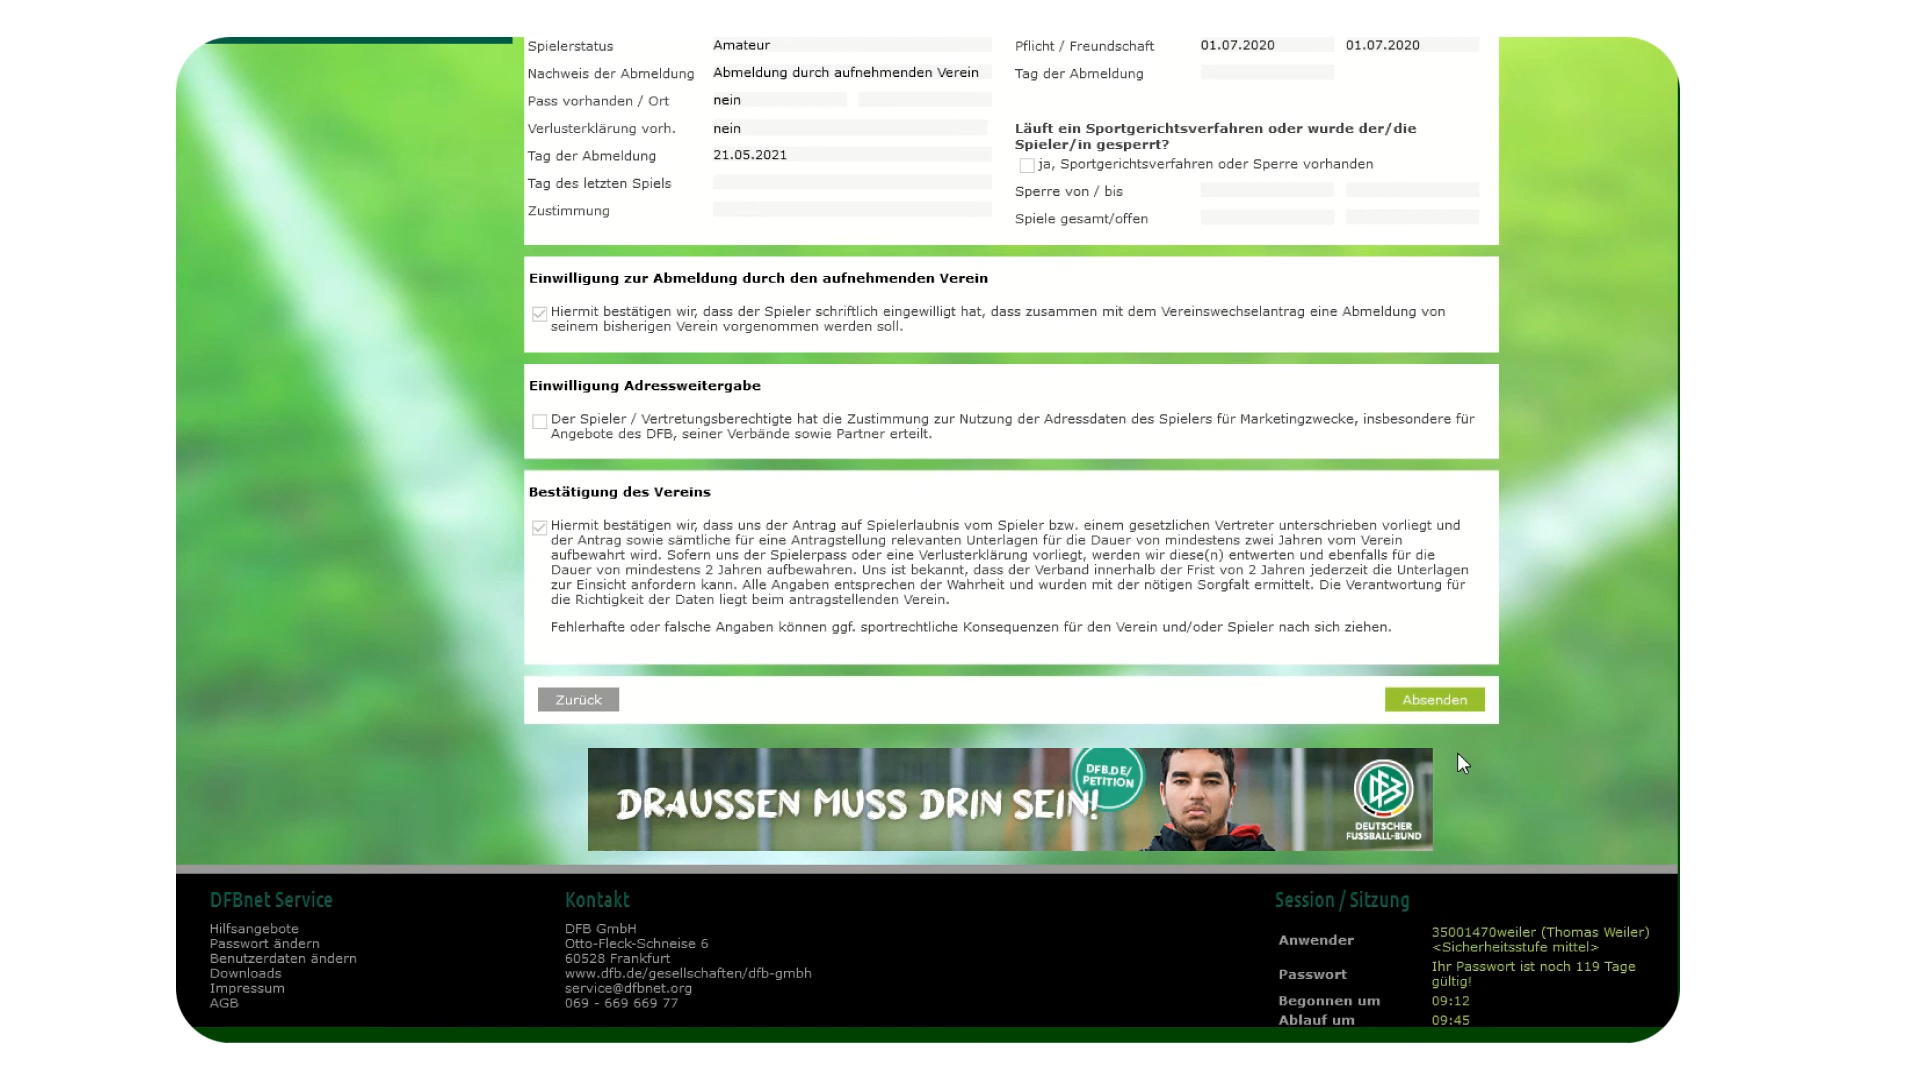 Spielerstatus Amateur
Nachweis der Abmeldung Abmeldung durch aufnehmenden Verein
Pass vorhanden / Ort nein
Verlusterklärung vorh. nein
Tag der Abmeldung 21.05.2021
Tag des letzten Spiels
Zustimmung
Pflicht / Freundschaft 01.07.2020 01.07.2020
Tag der Abmeldung
Läuft ein Sportgerichtsverfahren oder wurde der/die
Spieler/in gesperrt?
ja, Sportgerichtsverfahren oder Sperre vorhanden
Sperre von / bis
Spiele gesamt/offen
Einwilligung zur Abmeldung durch den aufnehmenden Verein
Hiermit bestätigen wir, dass der Spieler schriftlich eingewilligt hat, dass zusammen mit dem Vereinswechselantrag eine Abmeldung von
seinem bisherigen Verein vorgenommen werden soll.
Einwilligung Adressweitergabe
Der Spieler / Vertretungsberechtigte hat die Zustimmung zur Nutzung der Adressdaten des Spielers für Marketingzwecke, insbesondere für
Angebote des DFB, seiner Verbände sowie Partner erteilt.
Bestätigung des Vereins
Hiermit bestätigen wir, dass uns der Antrag auf Spielerlaubnis vom Spieler bzw. einem gesetzlichen Vertreter unterschrieben vorliegt und
der Antrag sowie sämtliche für eine Antragstellung relevanten Unterlagen für die Dauer von mindestens zwei Jahren vom Verein
aufbewahrt wird. Sofern uns der Spielerpass oder eine Verlusterklärung vorliegt, werden wir diese(n) entwerten und ebenfalls für die
Dauer von mindestens 2 Jahren aufbewahren. Uns ist bekannt, dass der Verband innerhalb der Frist von 2 Jahren jederzeit die Unterlagen
zur Einsicht anfordern kann. Alle Angaben entsprechen der Wahrheit und wurden mit der nötigen Sorgfalt ermittelt. Die Verantwortung für
die Richtigkeit der Daten liegt beim antragstellenden Verein.
Fehlerhafte oder falsche Angaben können ggf. sportrechtliche Konsequenzen für den Verein und/oder Spieler nach sich ziehen.
Zurück
Absenden
DRAUSSEN MUSS DRIN SEIN!
DFB.DE/
PETITION
DFB
DEUTSCHER
FUSSBALL-BUND
DFBnet Service
Hilfsangebote
Passwort ändern
Benutzerdaten ändern
Downloads
Impressum
AGB
Kontakt
DFB GmbH
Otto-Fleck-Schneise 6
60528 Frankfurt
www.dfb.de/gesellschaften/dfb-gmbh
service@dfbnet.org
069 - 669 669 77
Session / Sitzung
Anwender 35001470weiler (Thomas Weiler)
<Sicherheitsstufe mittel>
Passwort Ihr Passwort ist noch 119 Tage
gültig!
Begonnen um 09:12
Ablauf um 09:45